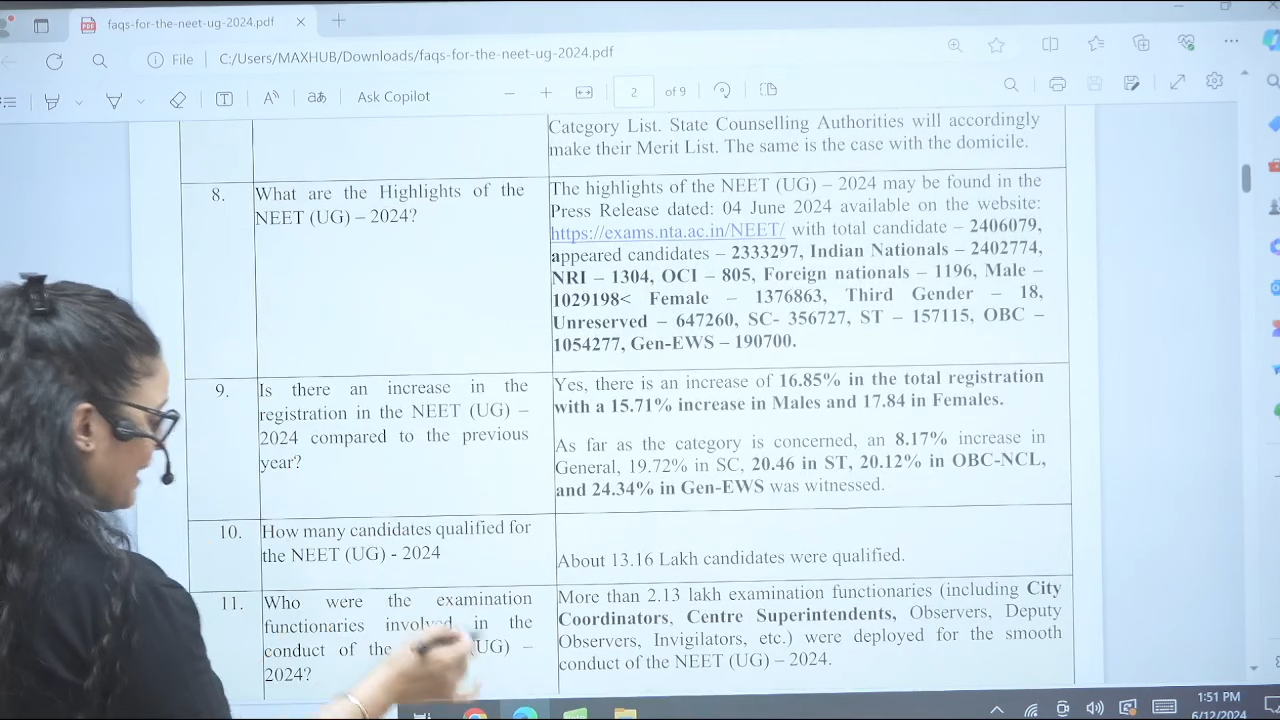 faqs-for-the-neet-ug-2024.pdf
File C:/Users/MAXHUB/Downloads/faqs-for-the-neet-ug-2024.pdf
Ask Copilot 2 of 9
Category List. State Counselling Authorities will accordingly
make their Merit List. The same is the case with the domicile.
8.
What are the Highlights of the
NEET (UG) – 2024?
The highlights of the NEET (UG) – 2024 may be found in the
Press Release dated: 04 June 2024 available on the website:
https://exams.nta.ac.in/NEET/ with total candidate – 2406079,
appeared candidates – 2333297, Indian Nationals – 2402774,
NRI – 1304, OCI – 805, Foreign nationals – 1196, Male –
1029198< Female – 1376863, Third Gender – 18,
Unreserved – 647260, SC- 356727, ST – 157115, OBC –
1054277, Gen-EWS – 190700.
9.
Is there an increase in the
registration in the NEET (UG) –
2024 compared to the previous
year?
Yes, there is an increase of 16.85% in the total registration
with a 15.71% increase in Males and 17.84 in Females.
As far as the category is concerned, an 8.17% increase in
General, 19.72% in SC, 20.46 in ST, 20.12% in OBC-NCL,
and 24.34% in Gen-EWS was witnessed.
10.
How many candidates qualified for
the NEET (UG) - 2024
About 13.16 Lakh candidates were qualified.
11.
Who were the examination
functionaries involved in the
conduct of the (UG) –
2024?
More than 2.13 lakh examination functionaries (including City
Coordinators, Centre Superintendents, Observers, Deputy
Observers, Invigilators, etc.) were deployed for the smooth
conduct of the NEET (UG) – 2024.
1:51 PM
6/12/2024